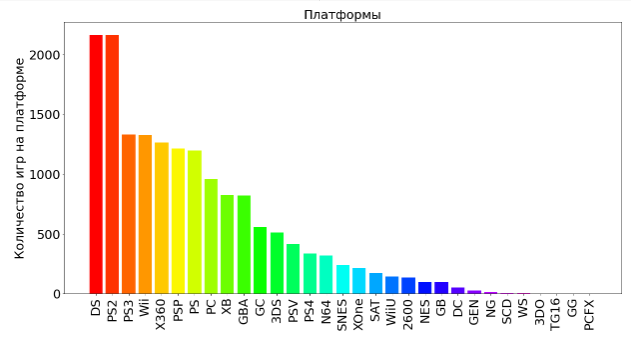 Платформы
Количество игр на платформе
2000
1500
1000
500
0
DS
PS2
PS3
Wii
X360
PSP
PS
PC
XB
GBA
GC
3DS
PSV
PS4
N64
SNES
XOne
SAT
WiiU
2600
NES
GB
DC
GEN
NG
SCD
WS
3DO
TG16
GG
PCFX